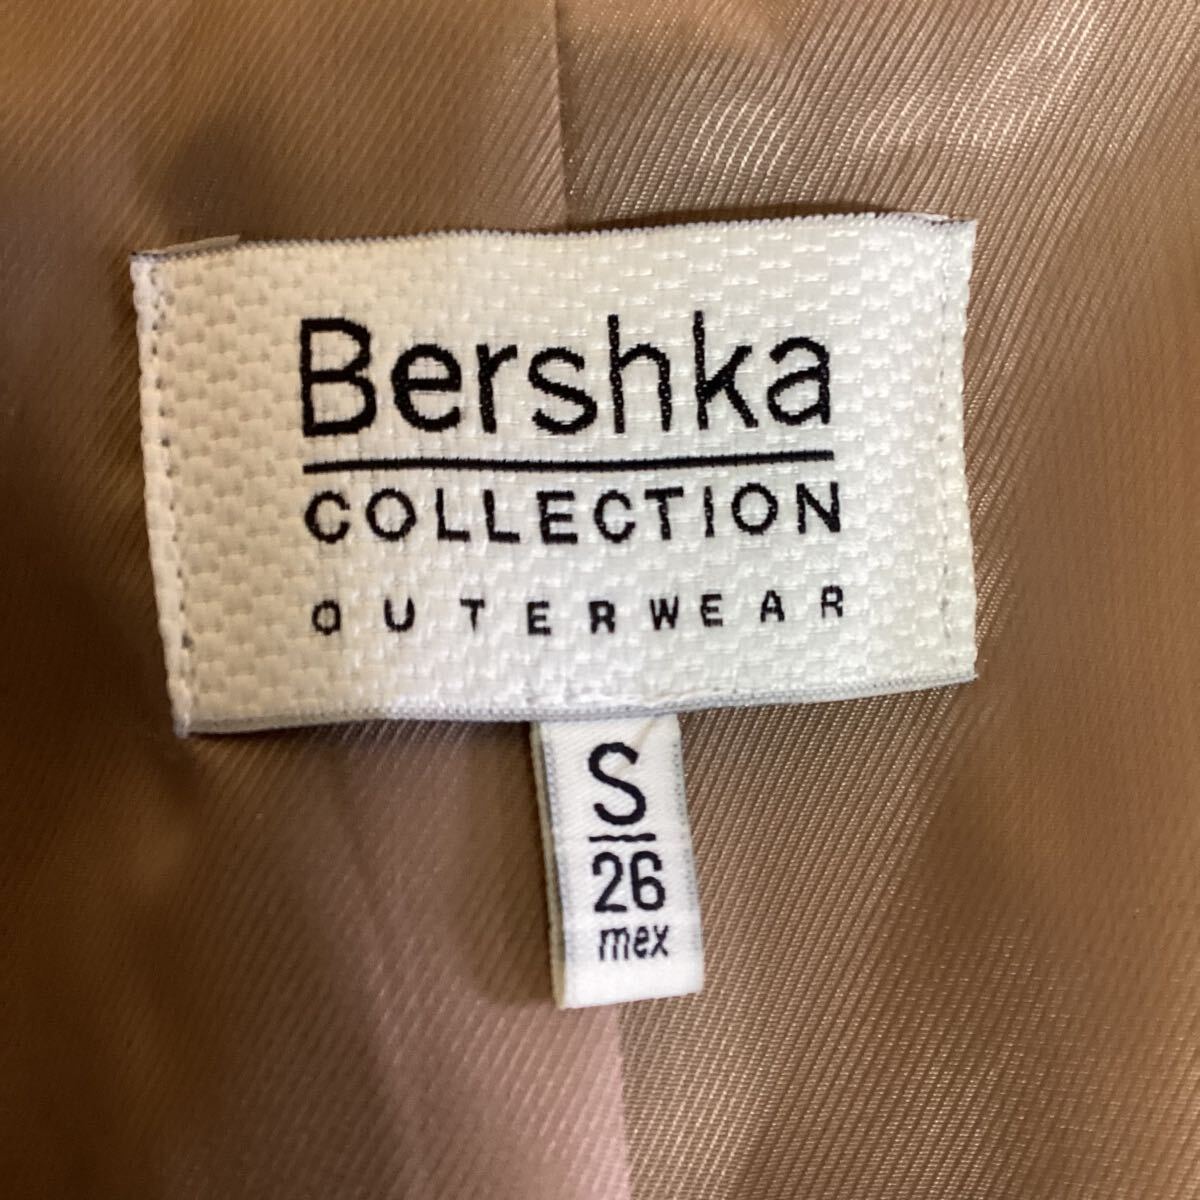 Bershka
COLLECTION
OUTERWEAR
S
26
mex